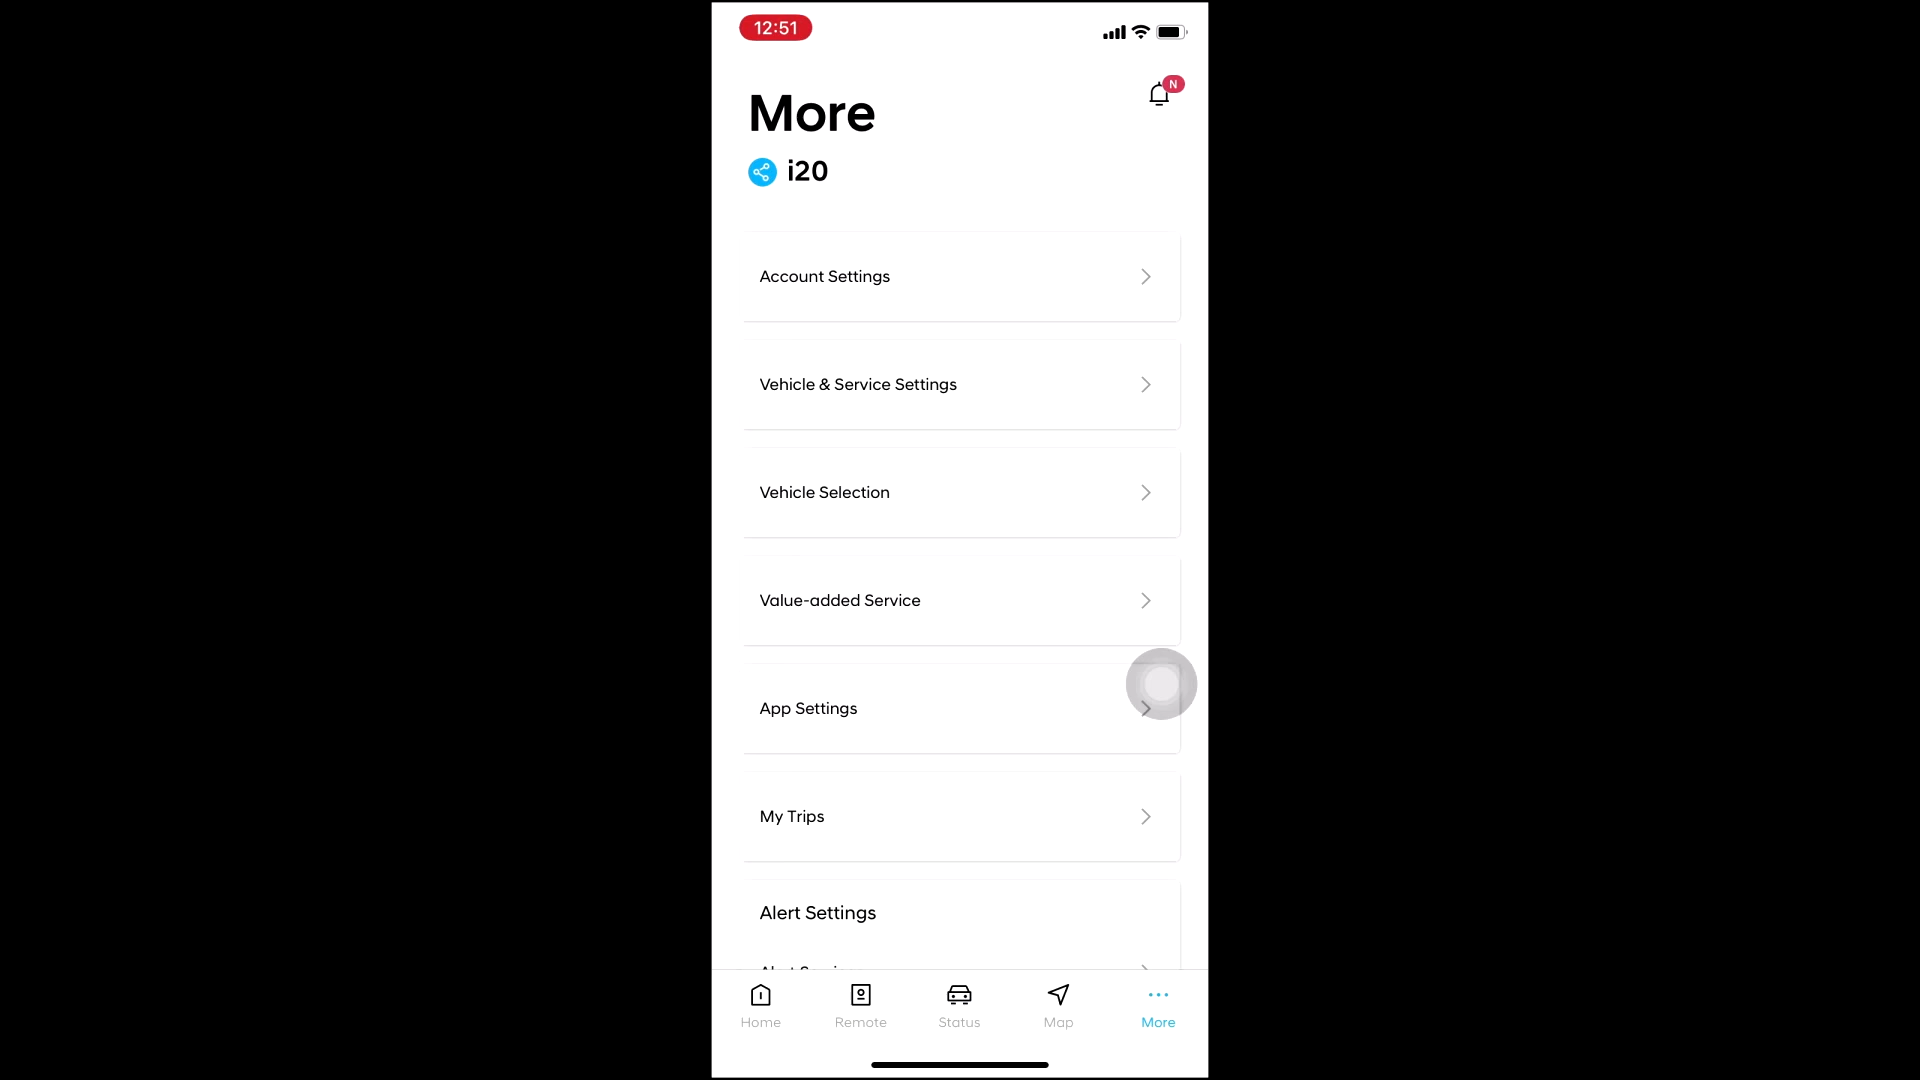 12:51
N
More
i20
Account Settings
Vehicle & Service Settings
Vehicle Selection
Value-added Service
App Settings
My Trips
Alert Settings
Home
Remote
Status
Map
More